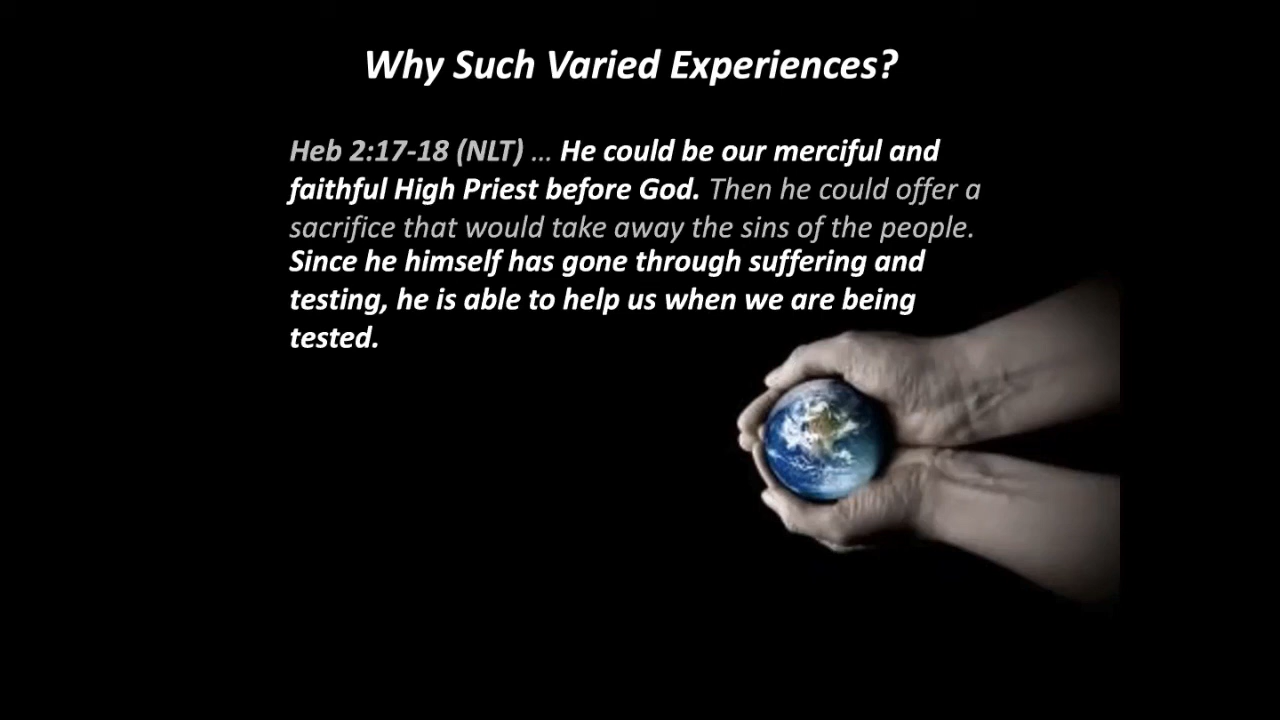 Why Such Varied Experiences?
Heb 2:17-18 (NLT) ... He could be our merciful and
faithful High Priest before God. Then he could offer a
sacrifice that would take away the sins of the people.
Since he himself has gone through suffering and
testing, he is able to help us when we are being
tested.